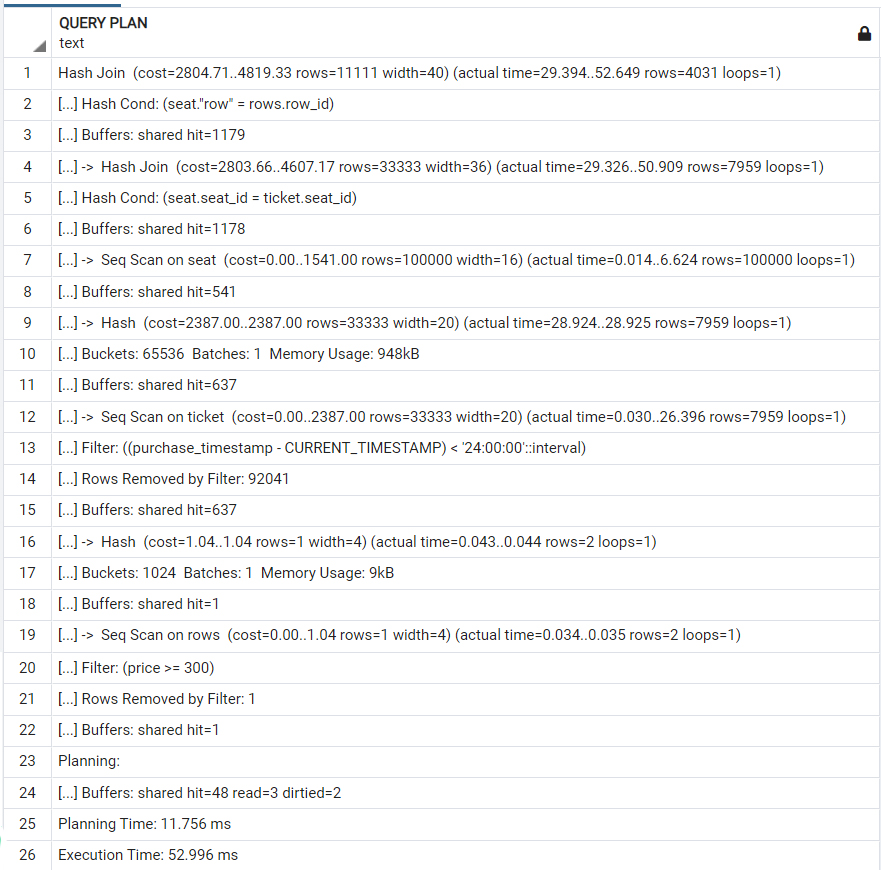 QUERY PLAN
text
1 Hash Join (cost=2804.71..4819.33 rows=11111 width=40) (actual time=29.394..52.649 rows=4031 loops=1)
2 [...] Hash Cond: (seat."row" = rows.row_id)
3 [...] Buffers: shared hit=1179
4 [...] -> Hash Join (cost=2803.66..4607.17 rows=33333 width=36) (actual time=29.326..50.909 rows=7959 loops=1)
5 [...] Hash Cond: (seat.seat_id = ticket.seat_id)
6 [...] Buffers: shared hit=1178
7 [...] -> Seq Scan on seat (cost=0.00..1541.00 rows=100000 width=16) (actual time=0.014..6.624 rows=100000 loops=1)
8 [...] Buffers: shared hit=541
9 [...] -> Hash (cost=2387.00..2387.00 rows=33333 width=20) (actual time=28.924..28.925 rows=7959 loops=1)
10 [...] Buckets: 65536 Batches: 1 Memory Usage: 948kB
11 [...] Buffers: shared hit=637
12 [...] -> Seq Scan on ticket (cost=0.00..2387.00 rows=33333 width=20) (actual time=0.030..26.396 rows=7959 loops=1)
13 [...] Filter: ((purchase_timestamp - CURRENT_TIMESTAMP) < '24:00:00'::interval)
14 [...] Rows Removed by Filter: 92041
15 [...] Buffers: shared hit=637
16 [...] -> Hash (cost=1.04..1.04 rows=1 width=4) (actual time=0.043..0.044 rows=2 loops=1)
17 [...] Buckets: 1024 Batches: 1 Memory Usage: 9kB
18 [...] Buffers: shared hit=1
19 [...] -> Seq Scan on rows (cost=0.00..1.04 rows=1 width=4) (actual time=0.034..0.035 rows=2 loops=1)
20 [...] Filter: (price >= 300)
21 [...] Rows Removed by Filter: 1
22 [...] Buffers: shared hit=1
23 Planning:
24 [...] Buffers: shared hit=48 read=3 dirtied=2
25 Planning Time: 11.756 ms
26 Execution Time: 52.996 ms